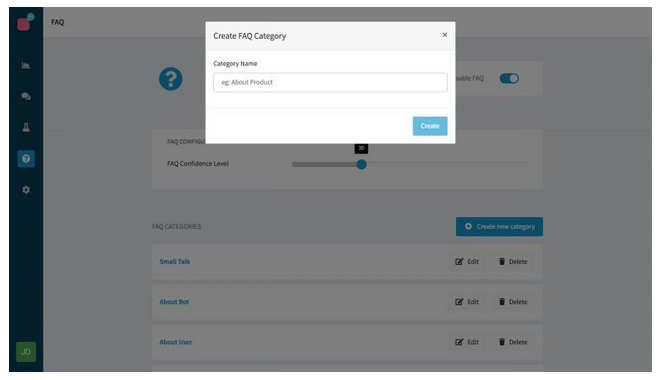 FAQ
Create FAQ Category
×
Category Name
eg: About Product
Create
sable FAQ
FAQ CONFIGU
30
FAQ Confidence Level
FAQ CATEGORIES
Create new category
Small Talk
Edit
Delete
About Bot
Edit
Delete
About User
Edit
Delete
JD